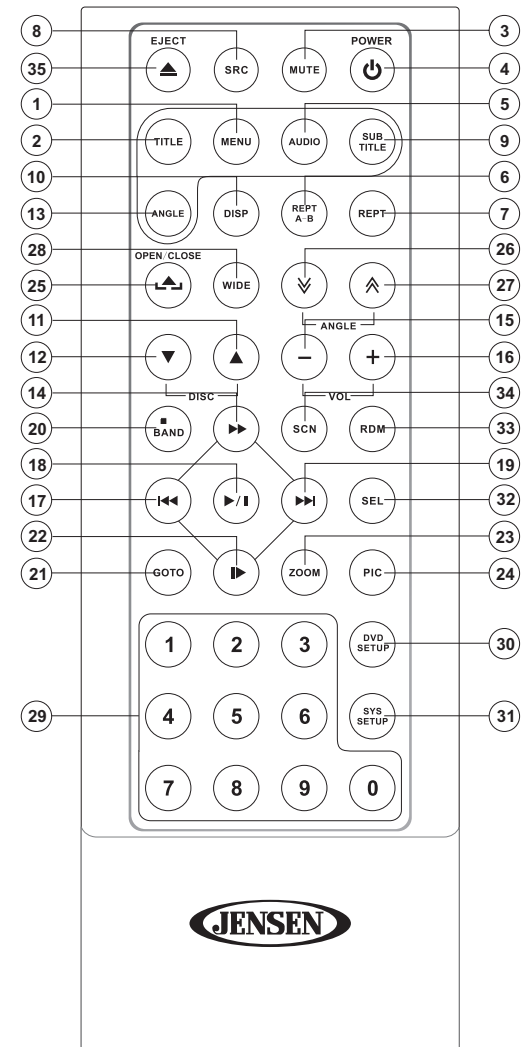 8 3
EJECT POWER
35 SRC MUTE 4
1 5
2 TITLE MENU AUDIO SUB TITLE 9
10 6
13 ANGLE DISP REPT A-B REPT 7
28 26
OPEN/CLOSE
25 WIDE 27
11 ANGLE 15
12 − + 16
14 DISC VOL 34
20 BAND SCN RDM 33
18 19
17 SEL 32
22 23
21 GOTO ZOOM PIC 24
1 2 3 DVD SETUP 30
29 4 5 6 SYS SETUP 31
7 8 9 0
JENSEN